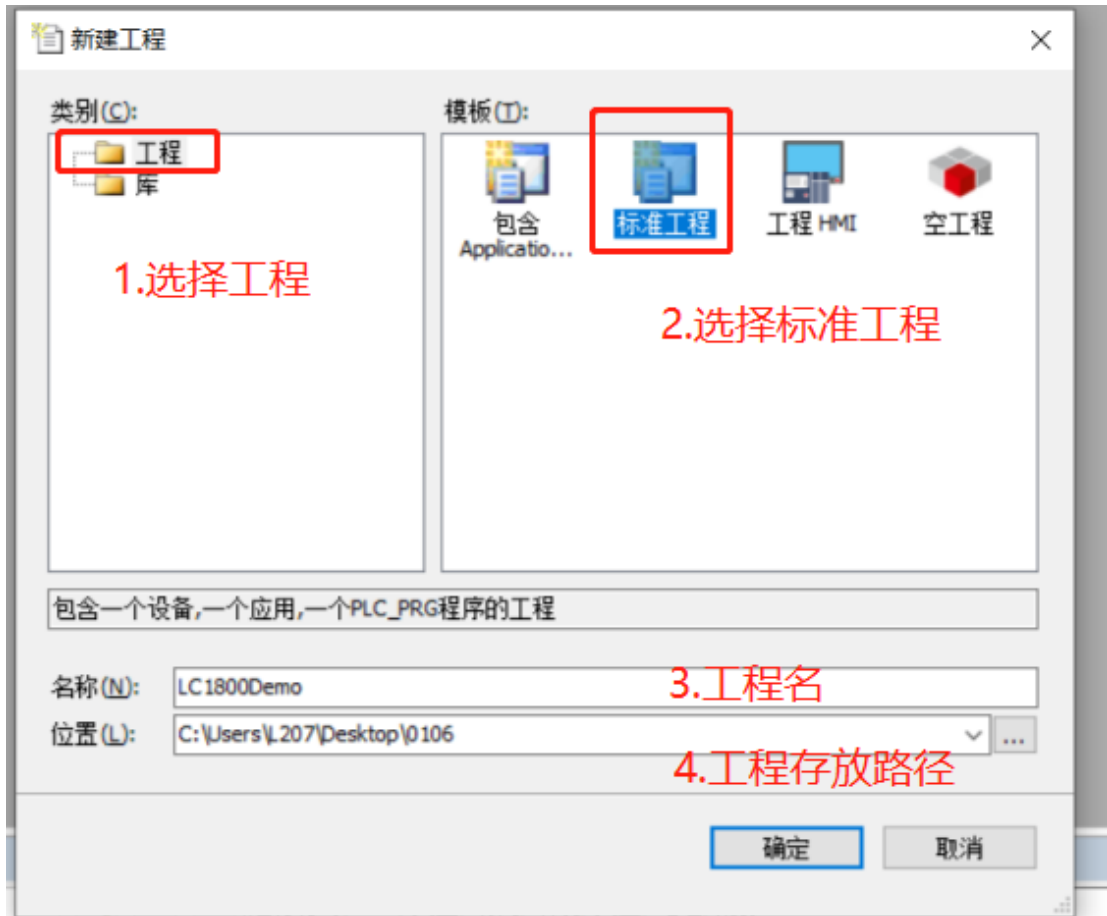 新建工程
类别(C):
模板(T):
工程
库
包含
Applicatio...
标准工程
工程 HMI
空工程
1.选择工程
2.选择标准工程
包含一个设备,一个应用,一个PLC_PRG程序的工程
名称(N):
LC1800Demo
3.工程名
位置(L):
C:\Users\L207\Desktop\0106
...
4.工程存放路径
确定
取消